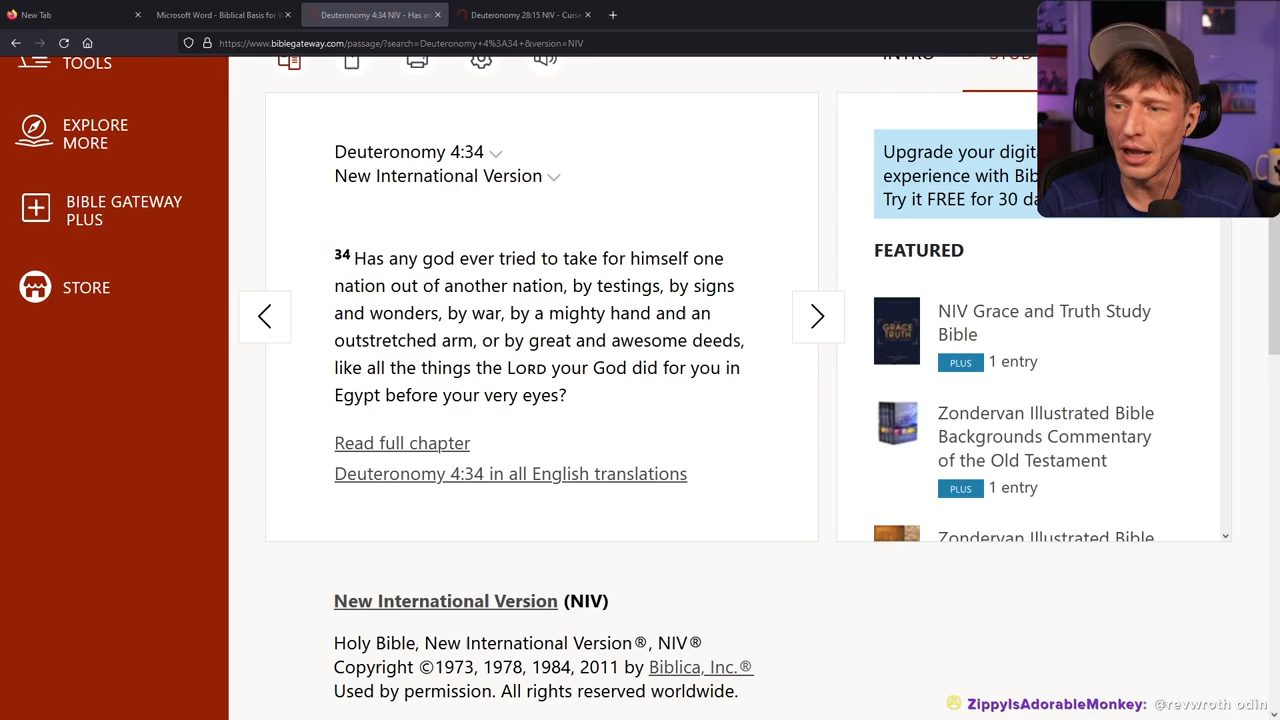 New Tab
Microsoft Word - Biblical Basis for
Deuteronomy 4:34 NIV - Has an
Deuteronomy 28:15 NIV - Curse
https://www.biblegateway.com/passage/?search=Deuteronomy+4%3A34+&version=NIV
TOOLS
EXPLORE
MORE
BIBLE GATEWAY
PLUS
STORE
INTRO
Deuteronomy 4:34
New International Version
34 Has any god ever tried to take for himself one
nation out of another nation, by testings, by signs
and wonders, by war, by a mighty hand and an
outstretched arm, or by great and awesome deeds,
like all the things the LORD your God did for you in
Egypt before your very eyes?
Read full chapter
Deuteronomy 4:34 in all English translations
Upgrade your digit
experience with Bib
Try it FREE for 30 da
FEATURED
GRACE
TRUTH
NIV Grace and Truth Study
Bible
PLUS 1 entry
Zondervan Illustrated Bible
Backgrounds Commentary
of the Old Testament
PLUS 1 entry
Zondervan Illustrated Bible
New International Version (NIV)
Holy Bible, New International Version®, NIV®
Copyright ©1973, 1978, 1984, 2011 by Biblica, Inc.®
Used by permission. All rights reserved worldwide.
ZippyIsAdorableMonkey: @revwroth odin